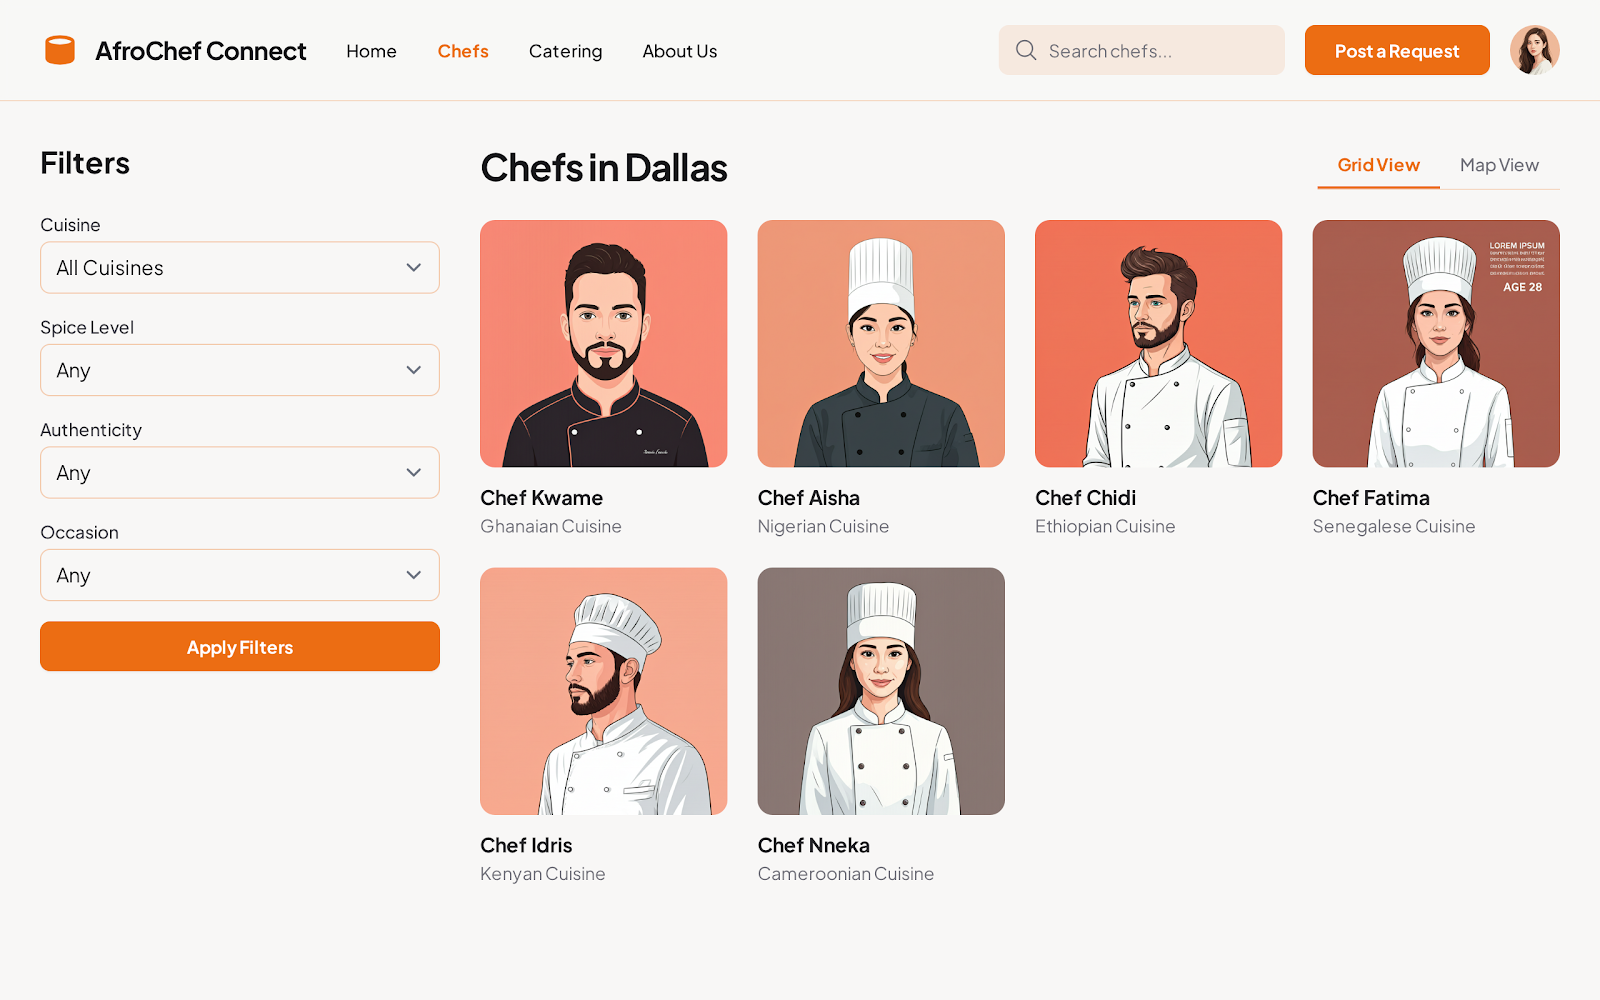 AfroChef Connect
Home
Chefs
Catering
About Us
Search chefs...
Post a Request
Filters
Cuisine
All Cuisines
Spice Level
Any
Authenticity
Any
Occasion
Any
Apply Filters
Chefs in Dallas
Grid View
Map View
LOREM IPSUM
AGE 28
Chef Kwame
Ghanaian Cuisine
Chef Aisha
Nigerian Cuisine
Chef Chidi
Ethiopian Cuisine
Chef Fatima
Senegalese Cuisine
Chef Idris
Kenyan Cuisine
Chef Nneka
Cameroonian Cuisine